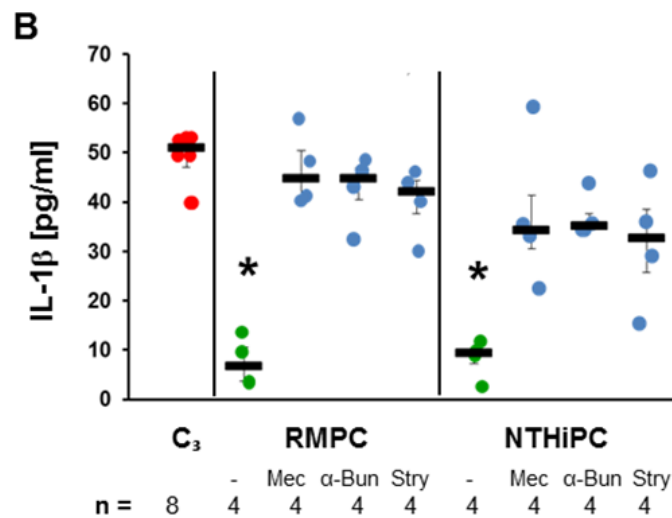 B
IL-1β [pg/ml]
70
60
50
40
30
20
10
0
*
*
C₃ RMPC NTHiPC
- Mec α-Bun Stry - Mec α-Bun Stry
n = 8 4 4 4 4 4 4 4 4